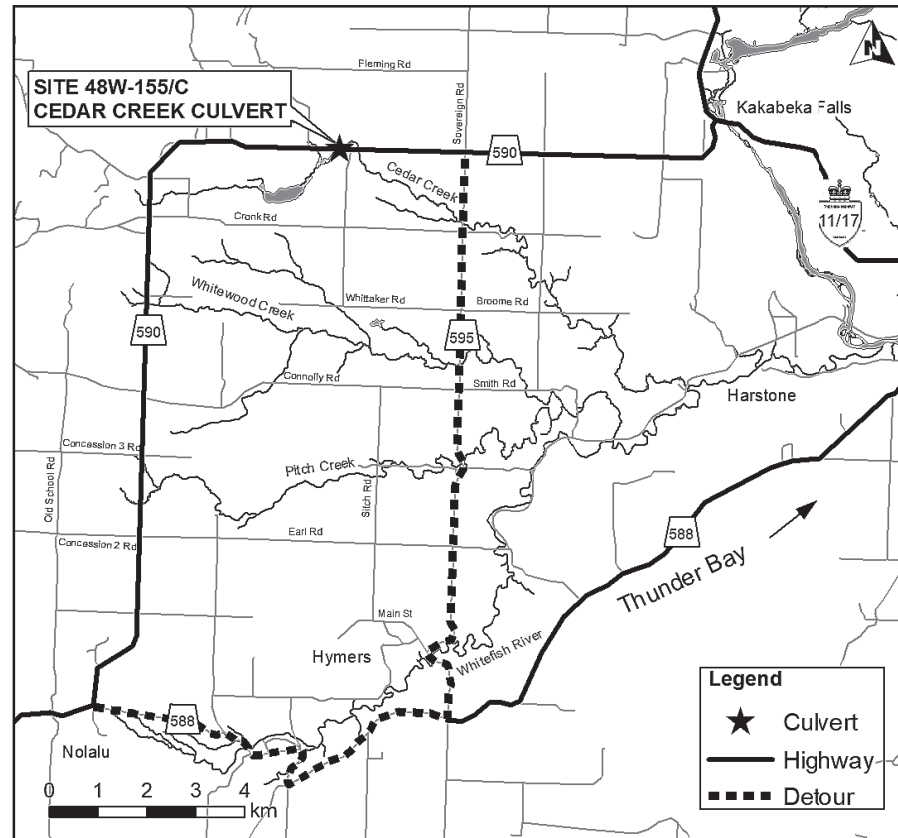 Fleming Rd
SITE 48W-155/C
CEDAR CREEK CULVERT
Sovereign Rd
Kakabeka Falls
N
590
Cedar Creek
11/17
Cronk Rd
Whitewood Creek
Whittaker Rd
Broome Rd
590
595
Connolly Rd
Smith Rd
Harstone
Concession 3 Rd
Pitch Creek
Old School Rd
Sitch Rd
588
Earl Rd
Concession 2 Rd
Thunder Bay
Main St
Hymers
Whitefish River
588
Nolalu
0 1 2 3 4
km
Legend
Culvert
Highway
Detour